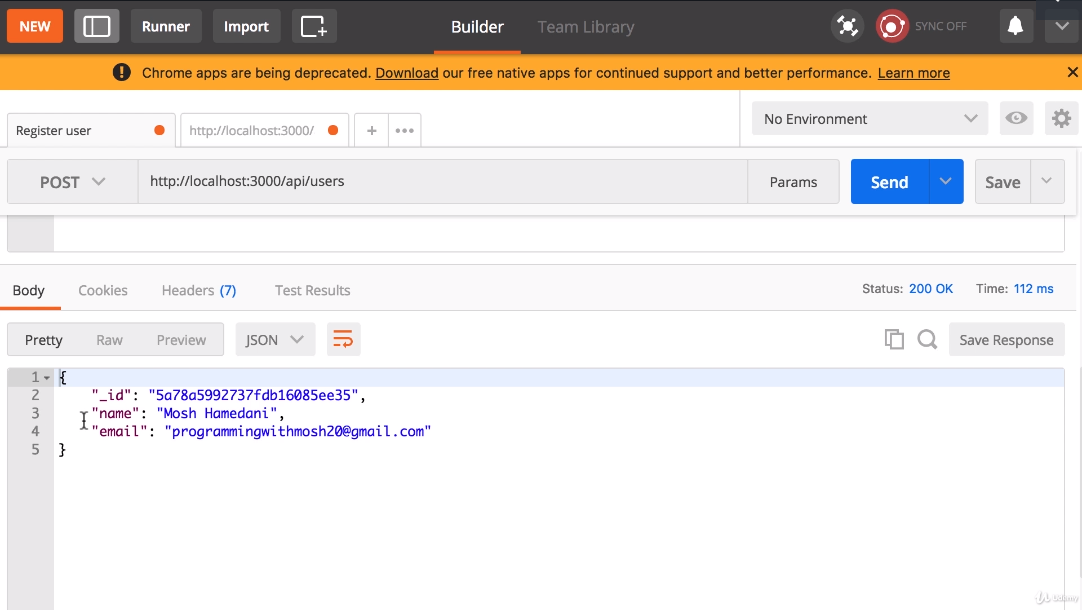 NEW Runner Import Builder Team Library SYNC OFF
Chrome apps are being deprecated. Download our free native apps for continued support and better performance. Learn more
Register user http://localhost:3000/ + ••• No Environment
POST http://localhost:3000/api/users Params Send Save
Body Cookies Headers (7) Test Results Status: 200 OK Time: 112 ms
Pretty Raw Preview JSON Save Response
1 {
2 "_id": "5a78a5992737fdb16085ee35",
3 "name": "Mosh Hamedani",
4 "email": "programmingwithmosh20@gmail.com"
5 }
Udemy